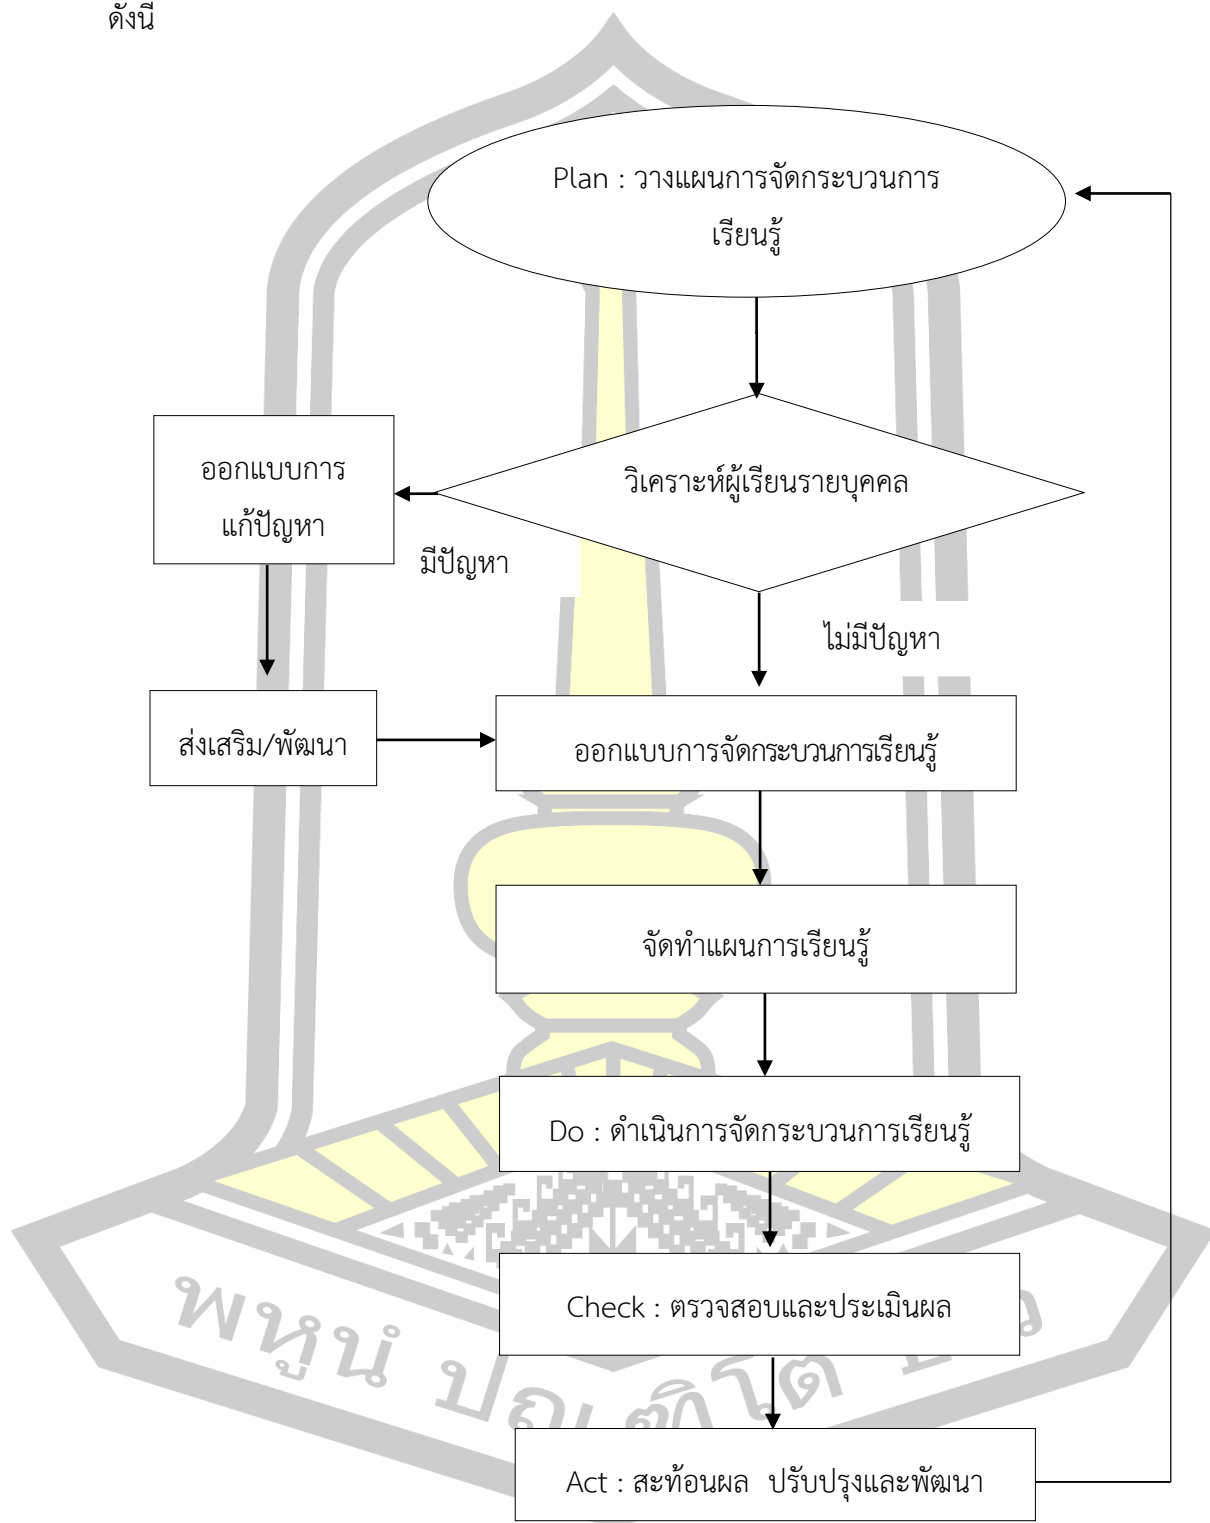 ดังนี้
Plan : วางแผนการจัดกระบวนการ
เรียนรู้
วิเคราะห์ผู้เรียนรายบุคคล
ออกแบบการ
แก้ปัญหา
มีปัญหา
ไม่มีปัญหา
ส่งเสริม/พัฒนา
ออกแบบการจัดกระบวนการเรียนรู้
จัดทำแผนการเรียนรู้
Do : ดำเนินการจัดกระบวนการเรียนรู้
Check : ตรวจสอบและประเมินผล
พหูนํ ปณฺฑิโต
Act : สะท้อนผล ปรับปรุงและพัฒนา